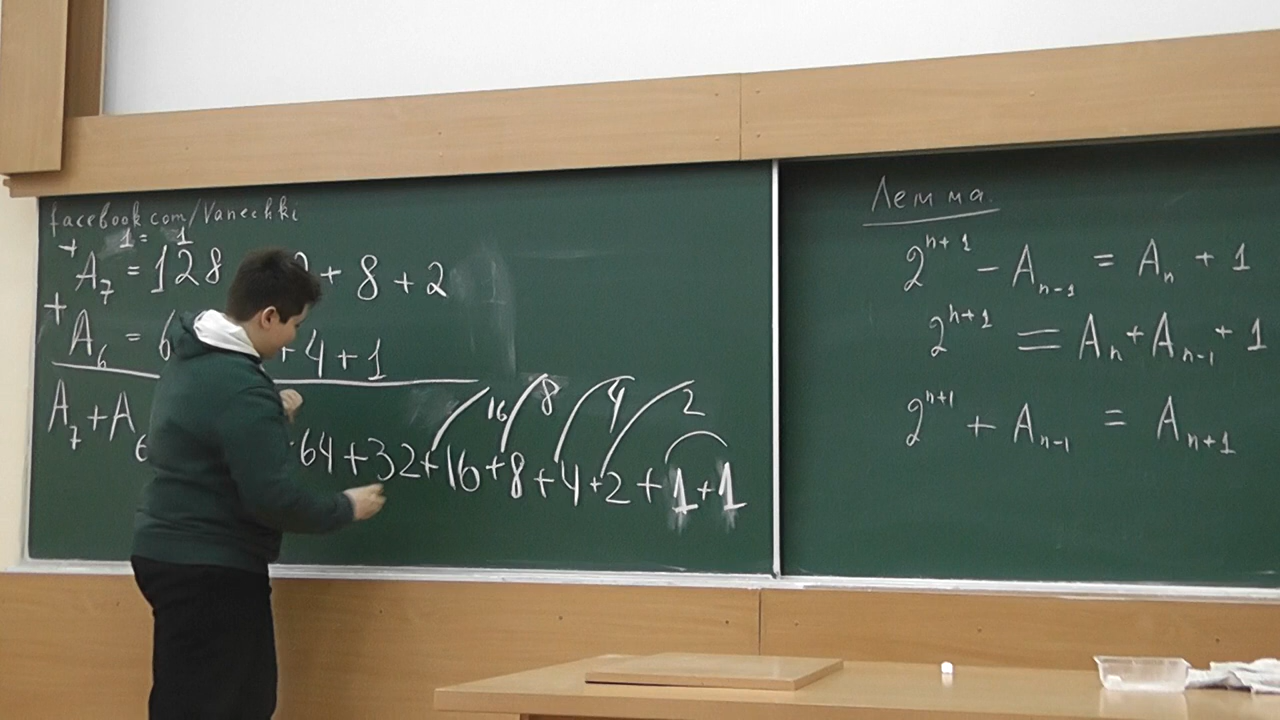 facebook.com/Vanechki
1 = 1
+ A₇ = 128 + 8 + 2
+ A₆ = 6 + 4 + 1
A₇ + A₆ 64 + 32 + 16 + 8 + 4 + 2 + 1 + 1
16 8 4 2
Лемма.
2ⁿ⁺¹ - Aₙ₋₁ = Aₙ + 1
2ⁿ⁺¹ = Aₙ + Aₙ₋₁ + 1
2ⁿ⁺¹ + Aₙ₋₁ = Aₙ₊₁